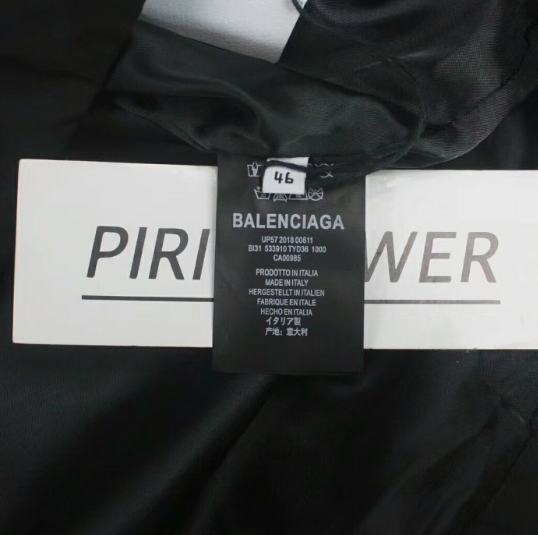 46
BALENCIAGA
UP57 2018 00611
BI31 533910 TYD36 1000
CA00985
PRODOTTO IN ITALIA
MADE IN ITALY
HERGESTELLT IN ITALIEN
FABRIQUE EN ITALE
HECHO EN ITALIA
イタリア製
产地：意大利
PIRI WER